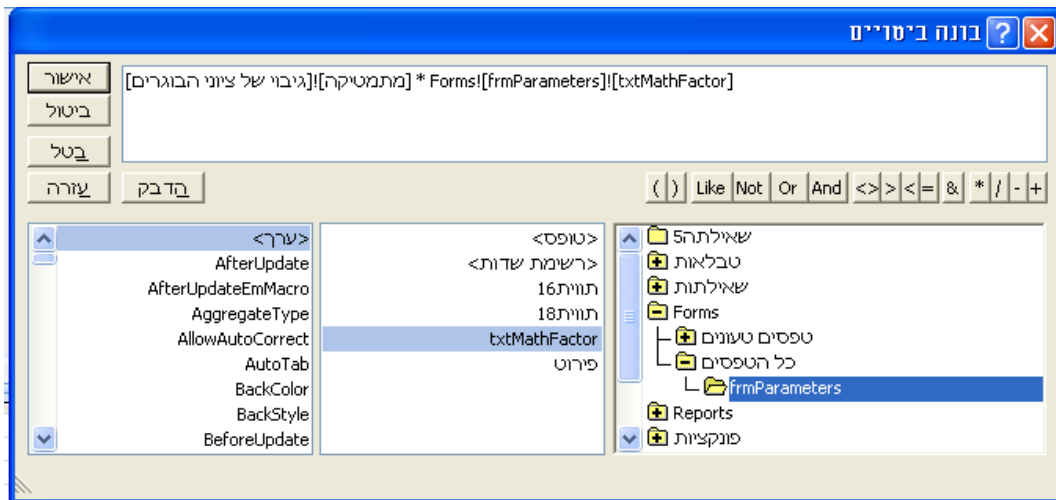 בונה ביטויים
אישור
ביטול
בטל
עזרה
[גיבוי של ציוני הבוגרים]![מתמטיקה] * Forms![frmParameters]![txtMathFactor]
הדבק
( ) Like Not Or And <> > < = & * / - +
שאילתה5
טבלאות
שאילתות
Forms
טפסים טעונים
כל הטפסים
frmParameters
Reports
פונקציות
<טופס>
<רשימת שדות>
תווית16
תווית18
txtMathFactor
פירוט
<ערך>
AfterUpdate
AfterUpdateEmMacro
AggregateType
AllowAutoCorrect
AutoTab
BackColor
BackStyle
BeforeUpdate